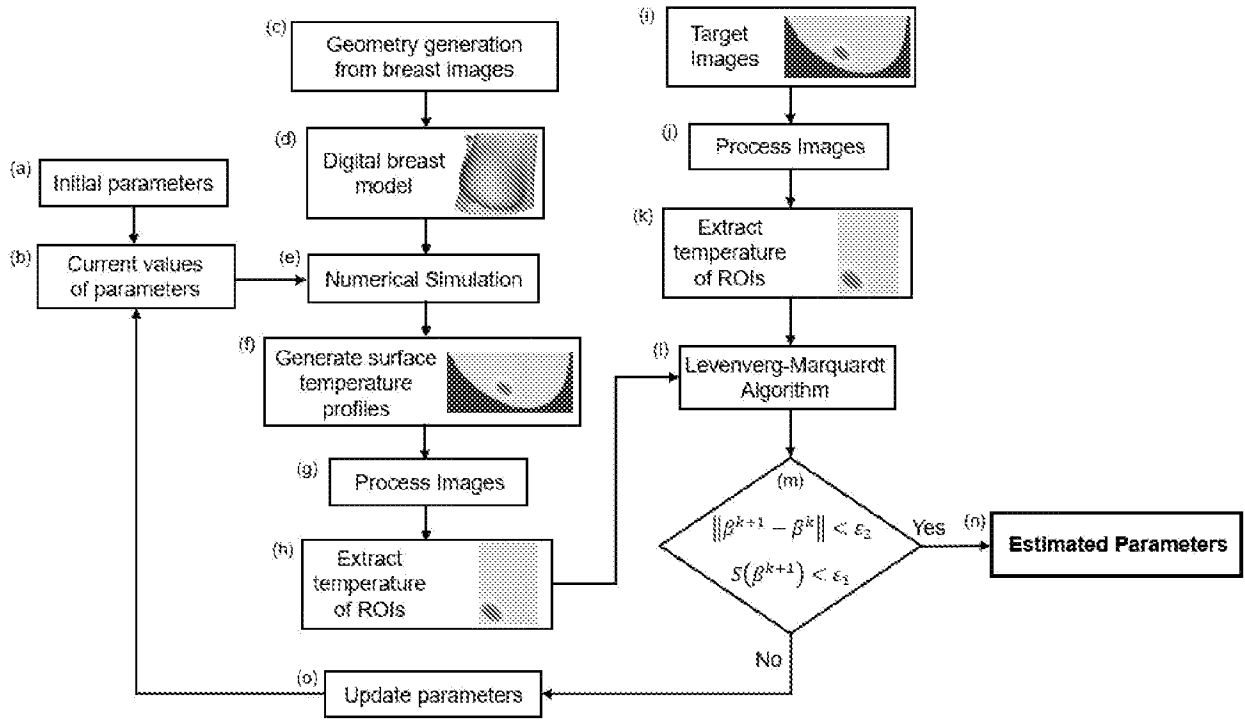 (a)
Initial parameters
(b)
Current values
of parameters
(c)
Geometry generation
from breast images
(d)
Digital breast
model
(e)
Numerical Simulation
(f)
Generate surface
temperature
profiles
(g)
Process Images
(h)
Extract
temperature
of ROIs
(i)
Target
Images
(j)
Process Images
(k)
Extract
temperature
of ROIs
(l)
Levenverg-Marquardt
Algorithm
(m)
‖β^{k+1} − β^k‖ < ε₂
S(β^{k+1}) < ε₁
Yes
(n)
Estimated Parameters
No
(o)
Update parameters